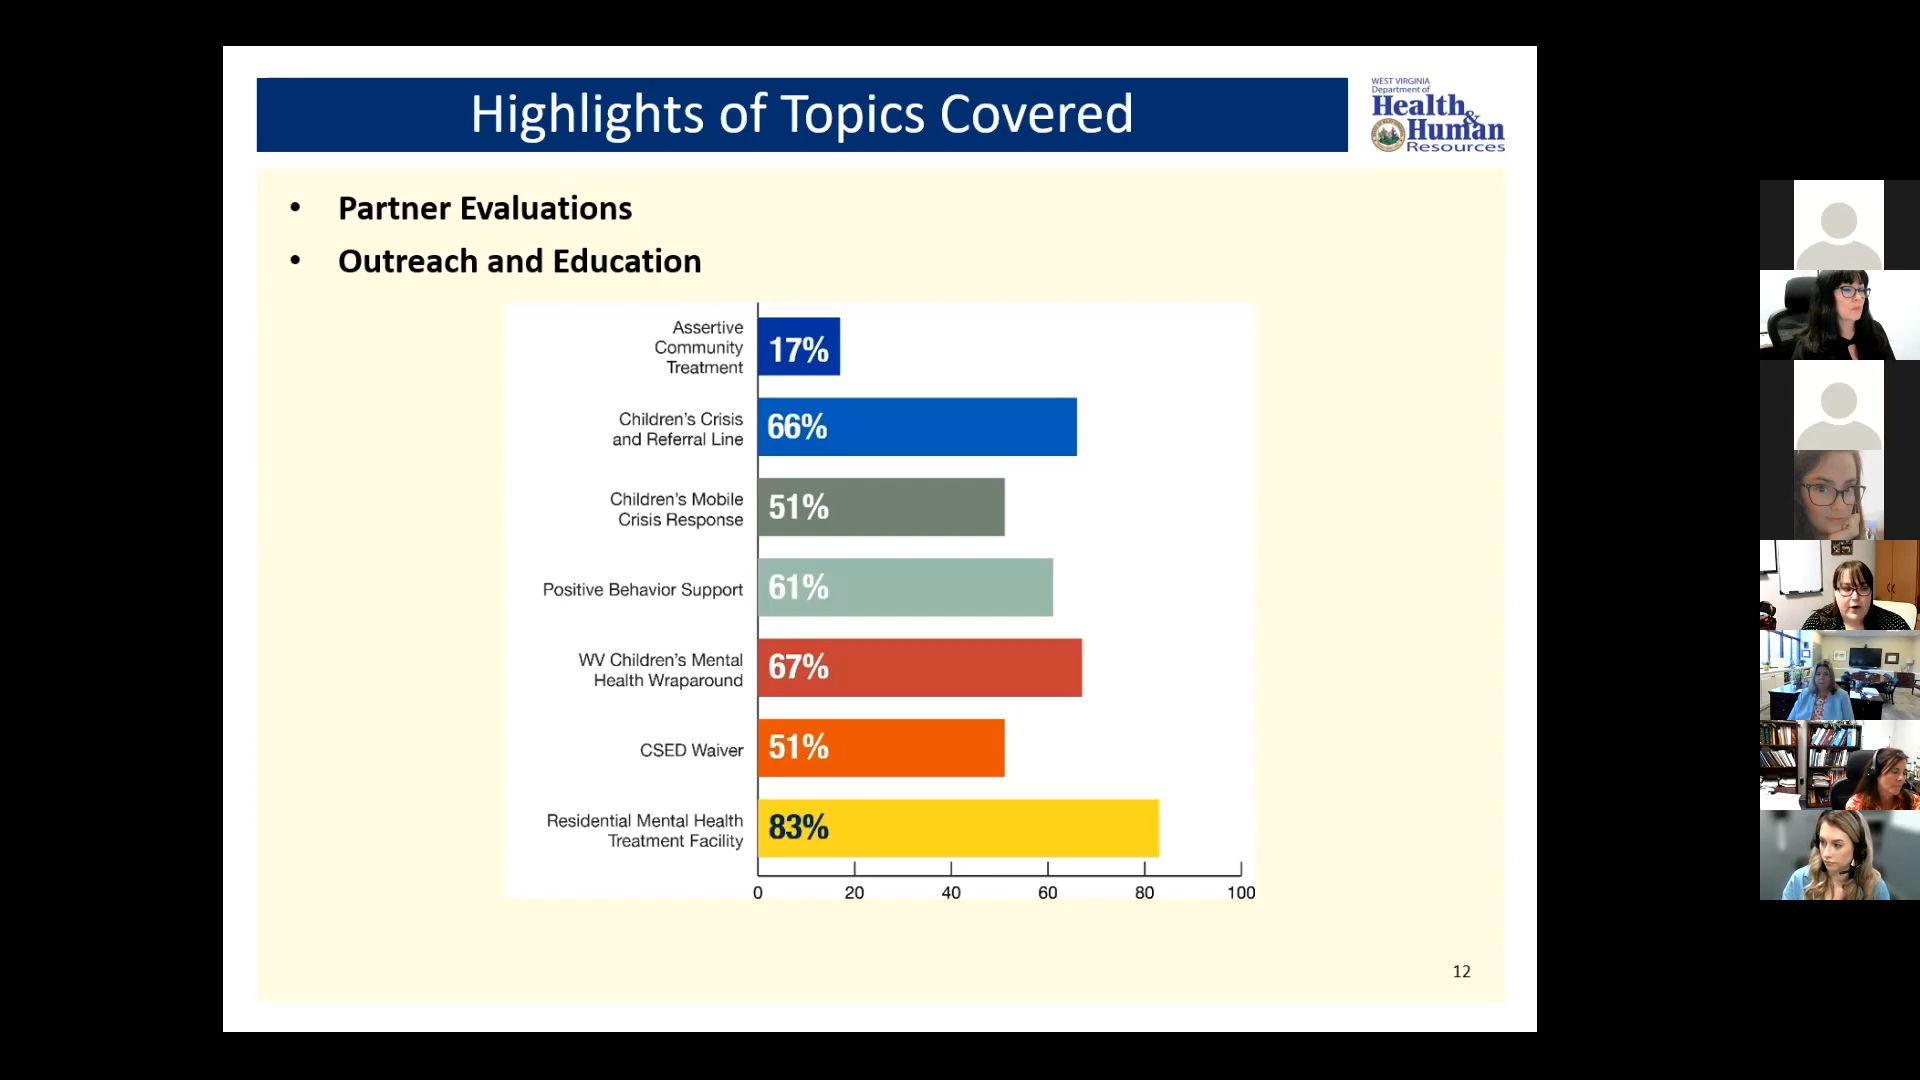 Highlights of Topics Covered
WEST VIRGINIA
Department of
Health &
Human
Resources
• Partner Evaluations
• Outreach and Education
Assertive
Community
Treatment
17%
Children's Crisis
and Referral Line
66%
Children's Mobile
Crisis Response
51%
Positive Behavior Support
61%
WV Children's Mental
Health Wraparound
67%
CSED Waiver
51%
Residential Mental Health
Treatment Facility
83%
0 20 40 60 80 100
12